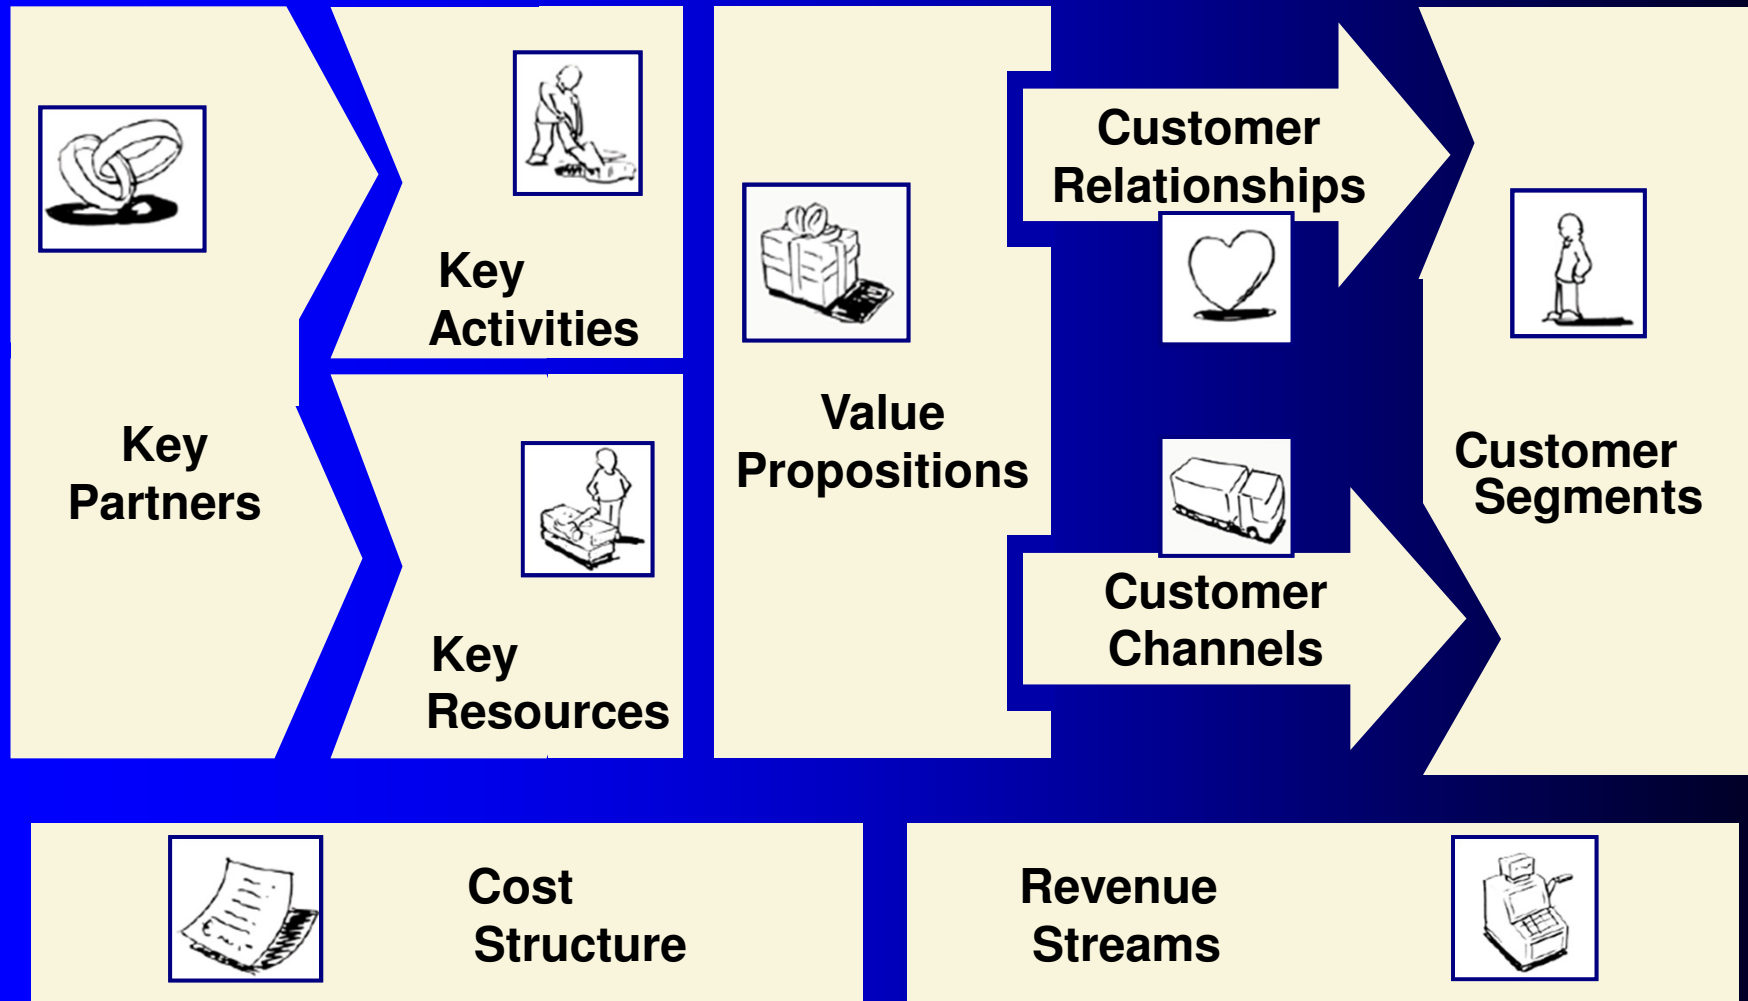 Key
Partners
Key
Activities
Key
Resources
Value
Propositions
Customer
Relationships
Customer
Channels
Customer
Segments
Cost
Structure
Revenue
Streams